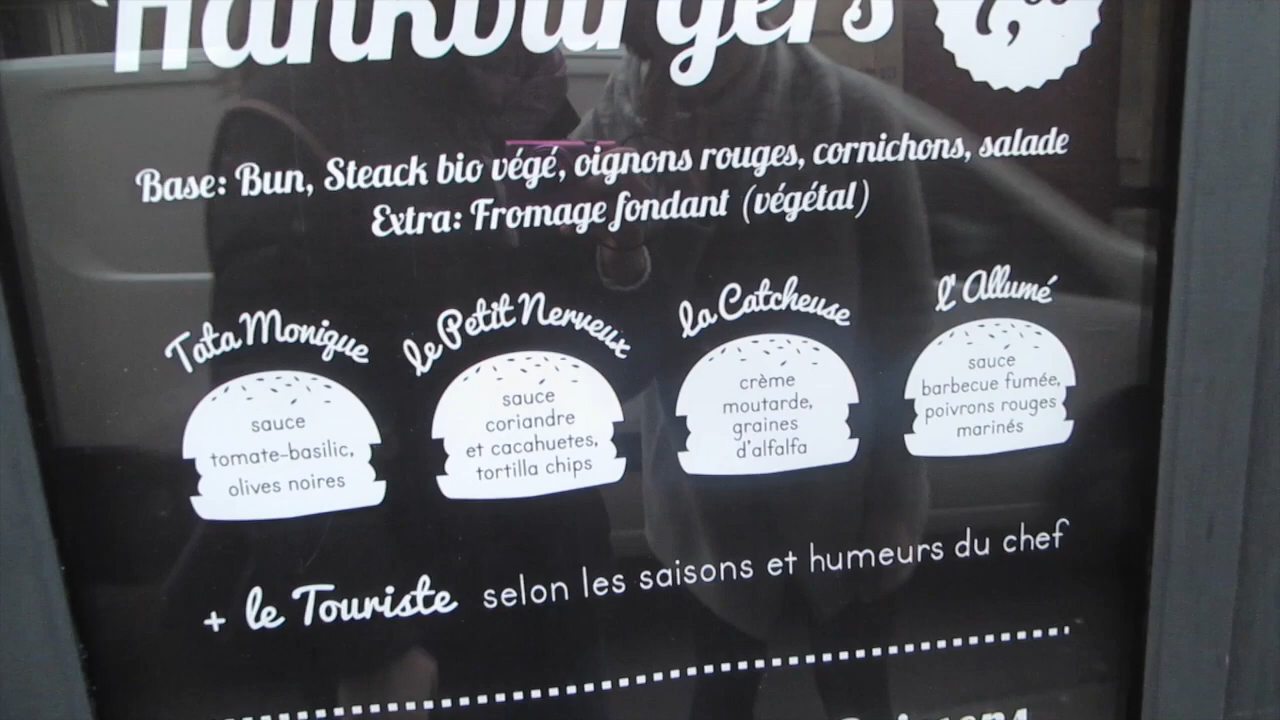 Hankburgers
Base: Bun, Steack bio végé, oignons rouges, cornichons, salade
Extra: Fromage fondant (végétal)
Tata Monique
sauce
tomate-basilic,
olives noires
le Petit Nerveux
sauce
coriandre
et cacahuetes,
tortilla chips
la Catcheuse
crème
moutarde,
graines
d'alfalfa
l'Allumé
sauce
barbecue fumée,
poivrons rouges
marinés
+ le Touriste selon les saisons et humeurs du chef